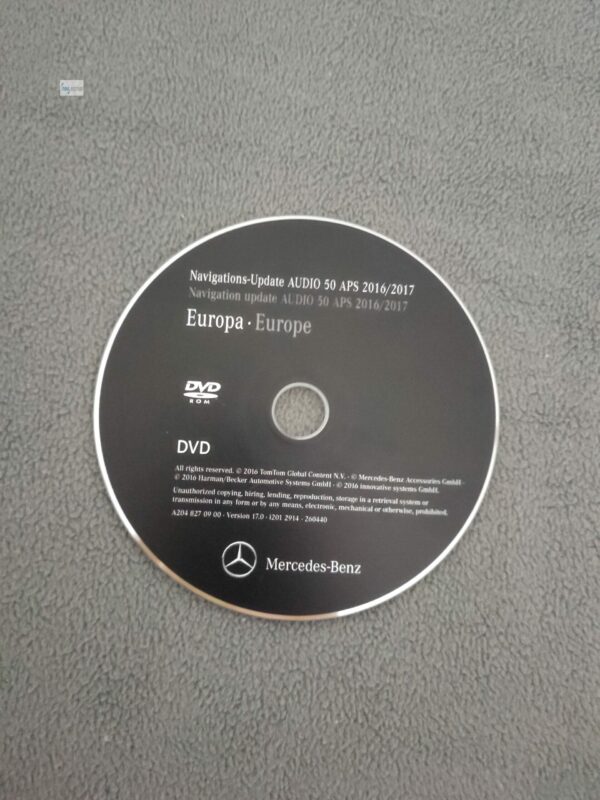 Navigations-Update AUDIO 50 APS 2016/2017
Navigation update AUDIO 50 APS 2016/2017
Europa · Europe
DVD
ROM
DVD
All rights reserved. © 2016 TomTom Global Content N.V. · © Mercedes-Benz Accessories GmbH ·
© 2016 Harman/Becker Automotive Systems GmbH · © 2016 innovative systems GmbH.
Unauthorized copying, hiring, lending, reproduction, storage in a retrieval system or
transmission in any form or by any means, electronic, mechanical or otherwise, prohibited.
A204 827 09 00 · Version 17.0 · i201 2914 · 260440
Mercedes-Benz